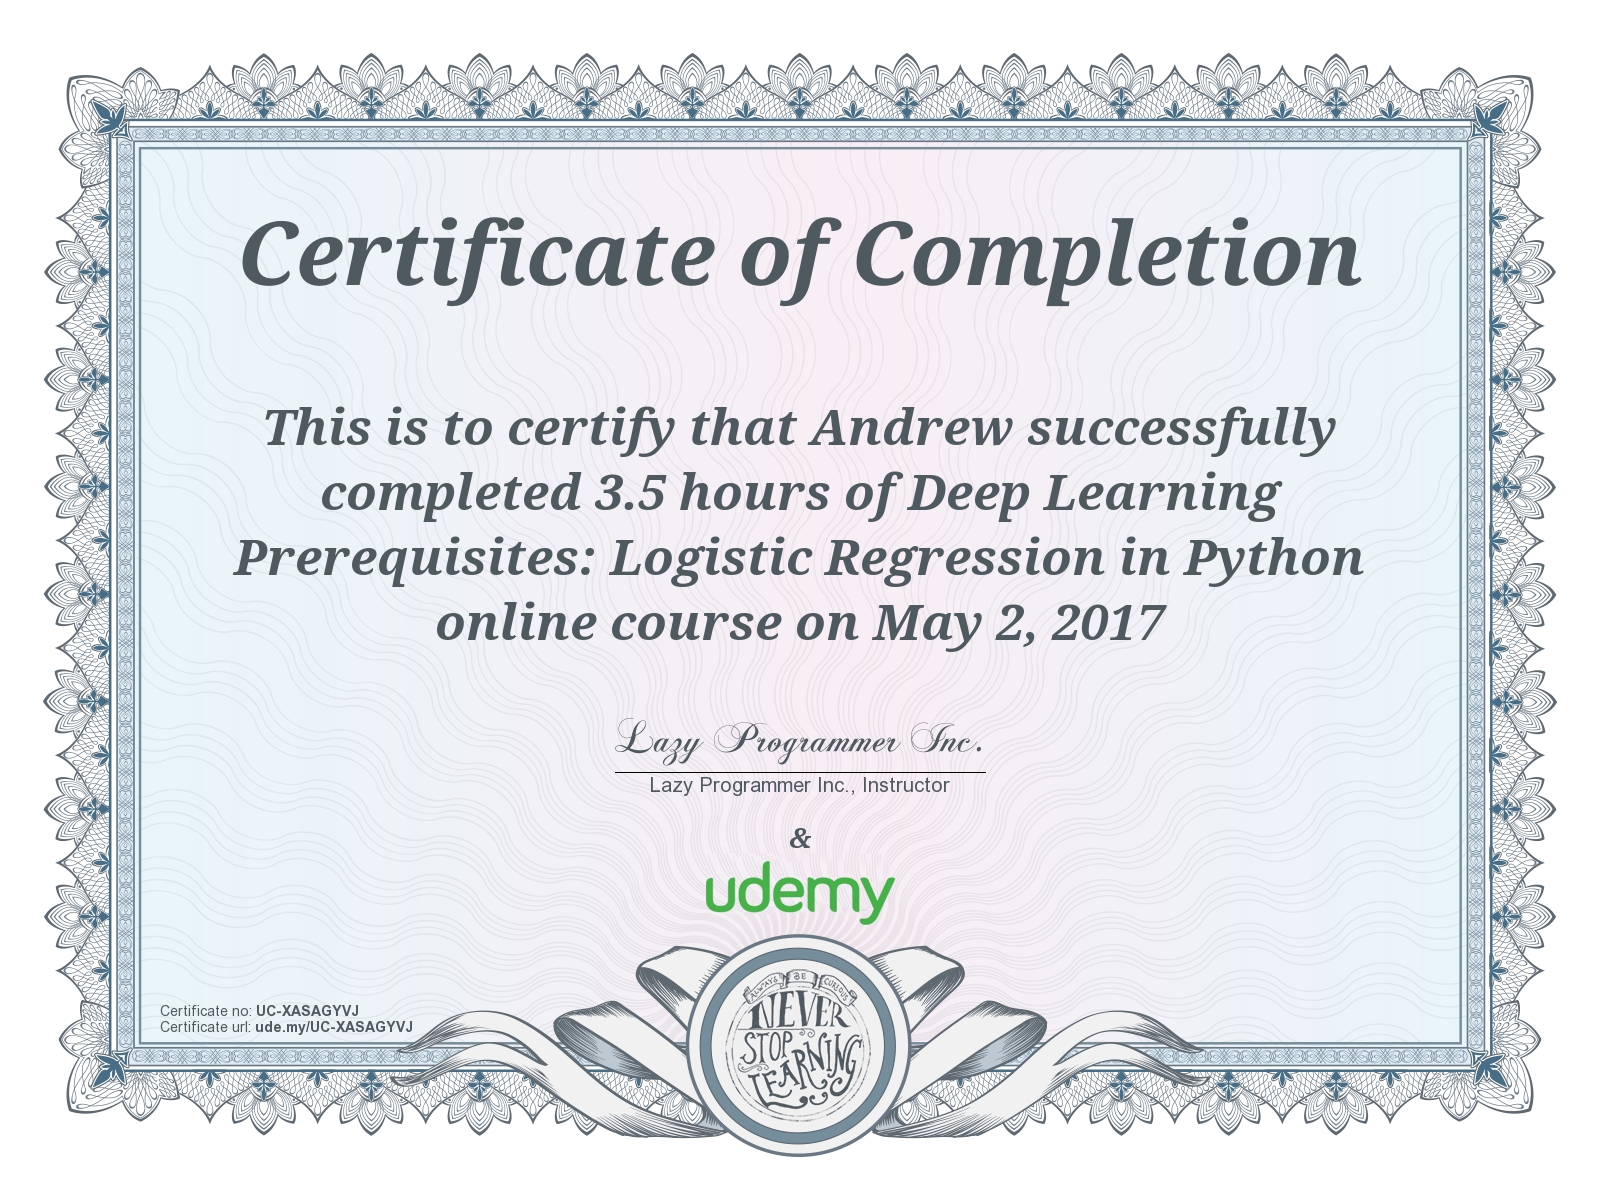 Certificate of Completion
This is to certify that Andrew successfully
completed 3.5 hours of Deep Learning
Prerequisites: Logistic Regression in Python
online course on May 2, 2017
Lazy Programmer Inc.
Lazy Programmer Inc., Instructor
&
udemy
Certificate no: UC-XASAGYVJ
Certificate url: ude.my/UC-XASAGYVJ
ALWAYS BE CURIOUS
NEVER
STOP
LEARNING